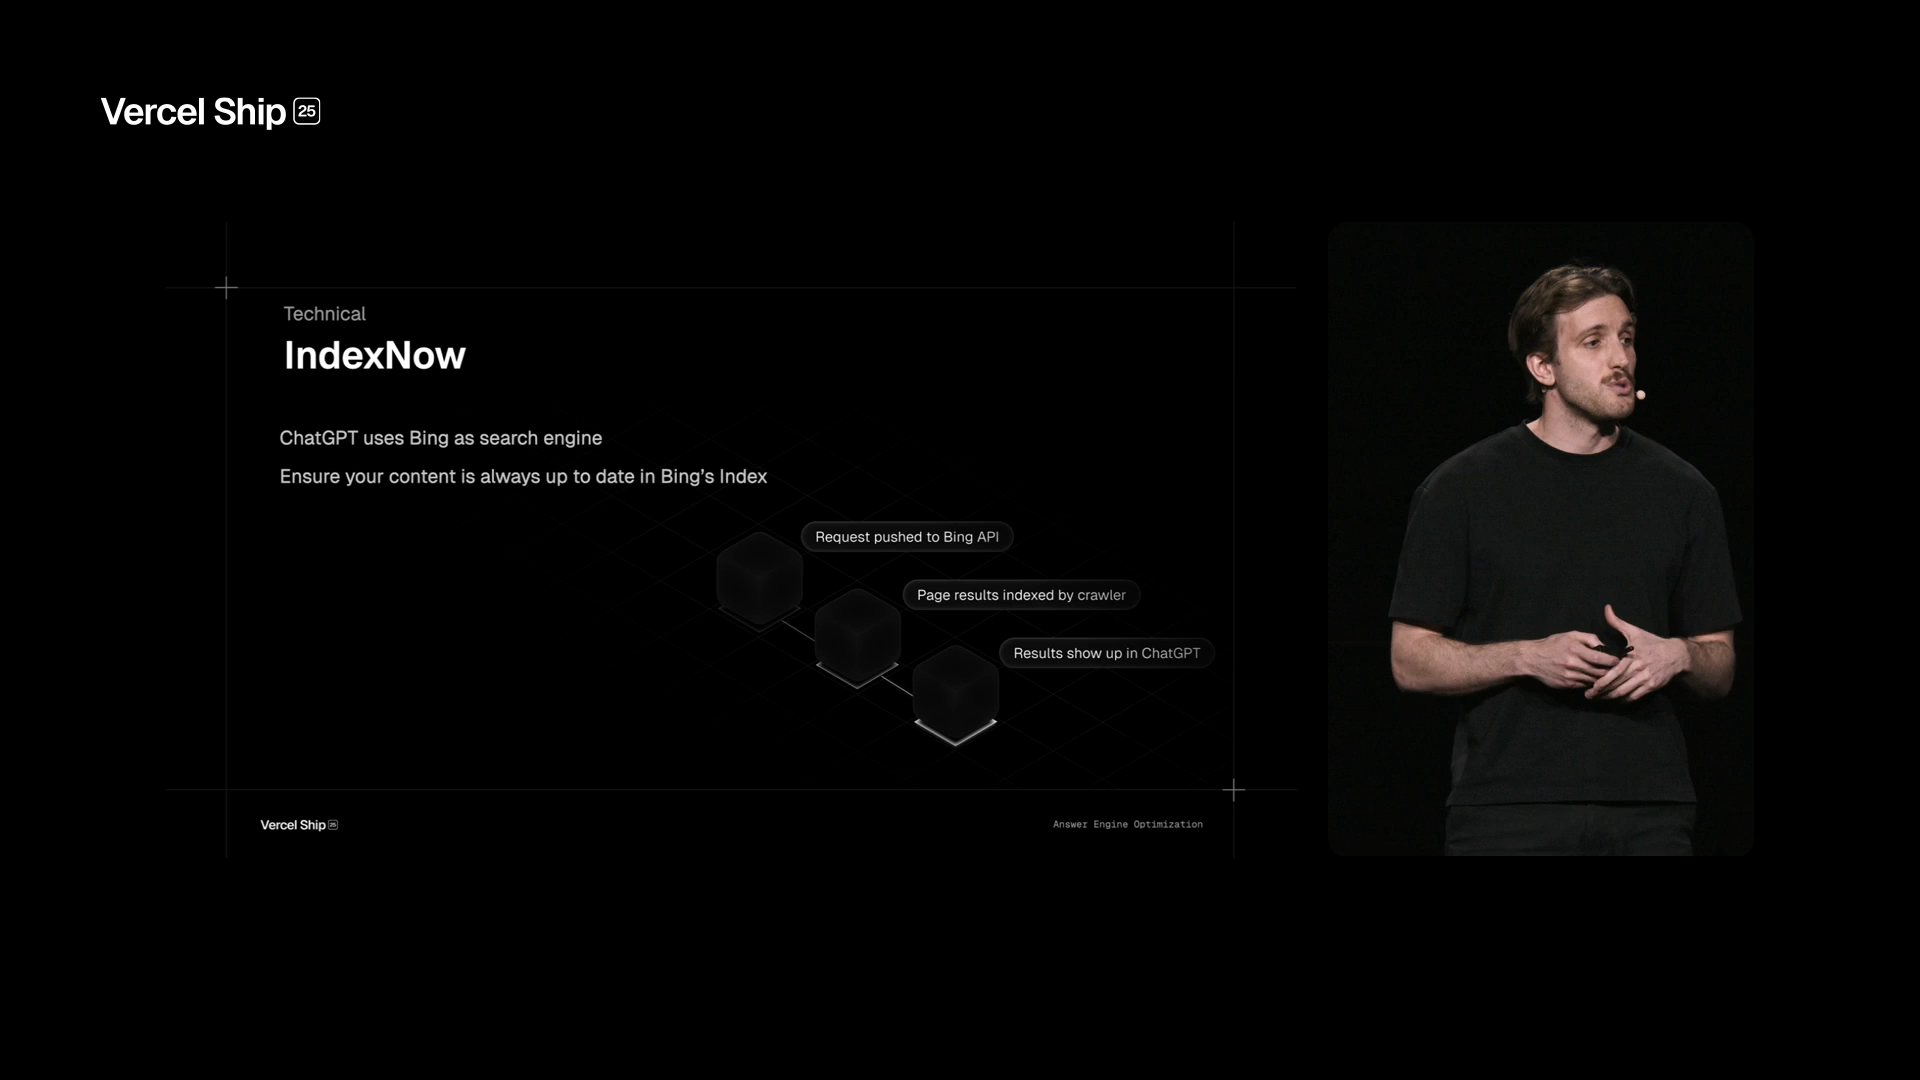 Vercel Ship 25
Technical
IndexNow
ChatGPT uses Bing as search engine
Ensure your content is always up to date in Bing’s Index
Request pushed to Bing API
Page results indexed by crawler
Results show up in ChatGPT
Vercel Ship 25
Answer Engine Optimization